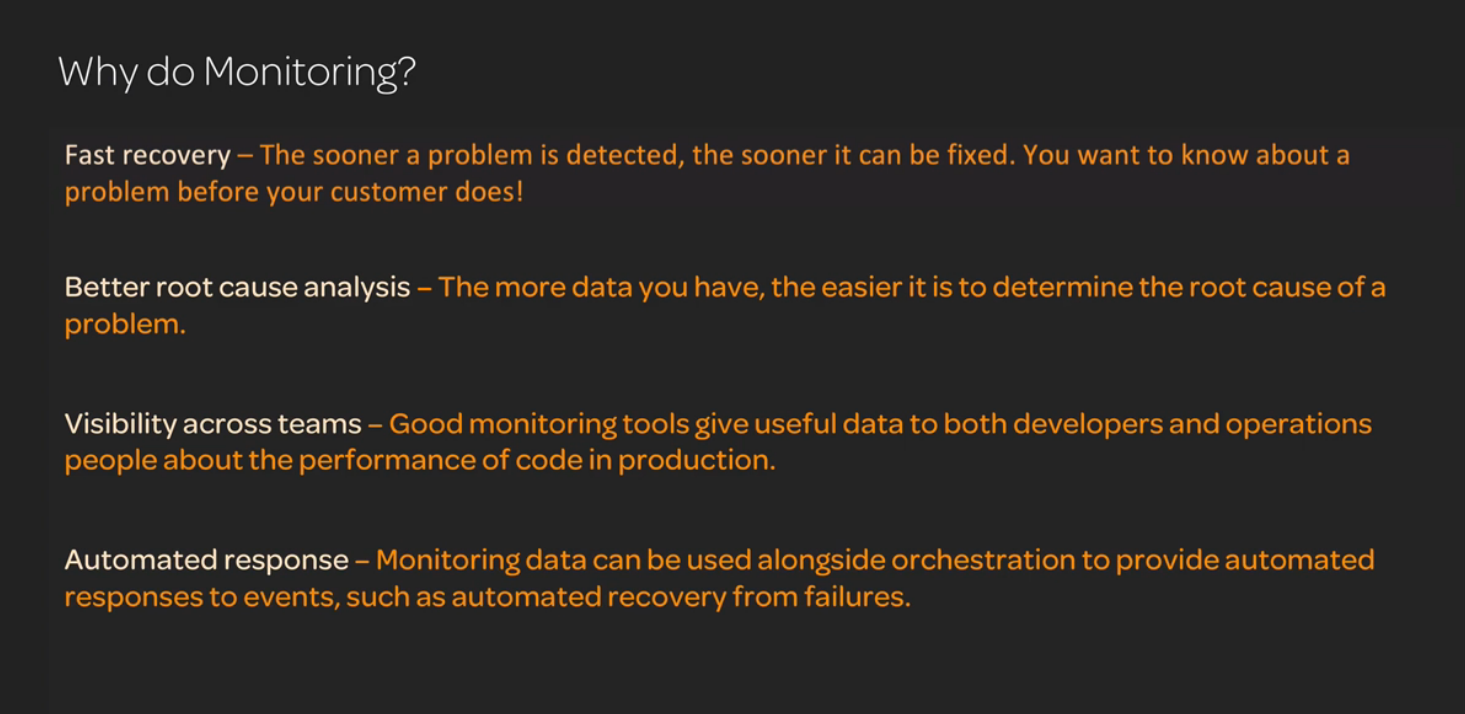 Why do Monitoring?
Fast recovery – The sooner a problem is detected, the sooner it can be fixed. You want to know about a
problem before your customer does!
Better root cause analysis – The more data you have, the easier it is to determine the root cause of a
problem.
Visibility across teams – Good monitoring tools give useful data to both developers and operations
people about the performance of code in production.
Automated response – Monitoring data can be used alongside orchestration to provide automated
responses to events, such as automated recovery from failures.